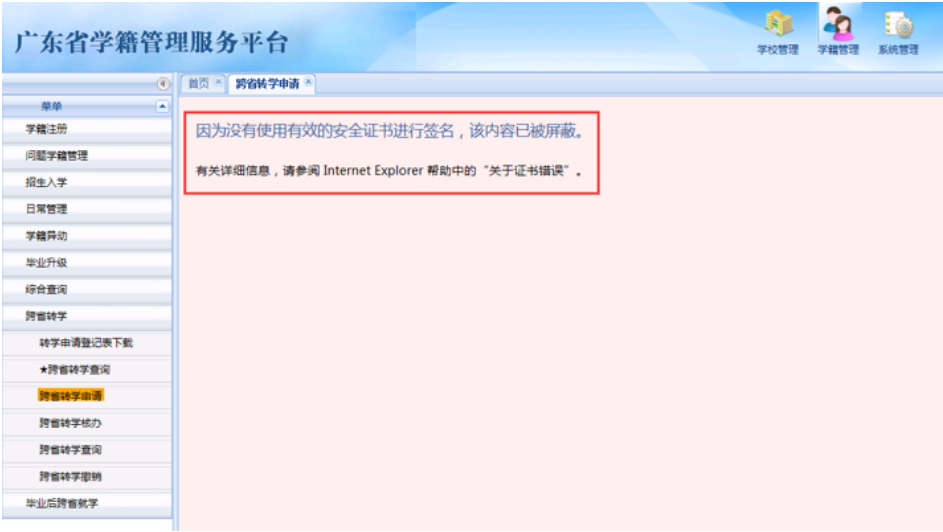 广东省学籍管理服务平台
学校管理 学籍管理 系统管理
首页 跨省转学申请
菜单
学籍注册
问题学籍管理
招生入学
日常管理
学籍异动
毕业升级
综合查询
跨省转学
转学申请登记表下载
★跨省转学查询
跨省转学申请
跨省转学核办
跨省转学查询
跨省转学撤销
毕业后跨省就学
因为没有使用有效的安全证书进行签名，该内容已被屏蔽。
有关详细信息，请参阅 Internet Explorer 帮助中的“关于证书错误”。